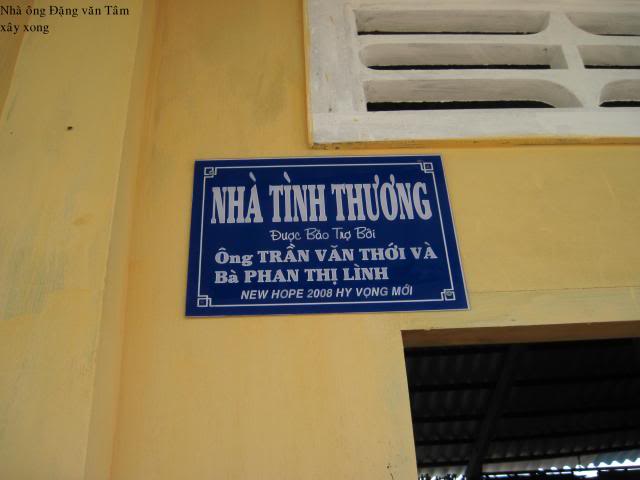 Nhà ông Đặng văn Tâm
xây xong
NHÀ TÌNH THƯƠNG
Được Bảo Trợ Bởi
Ông TRẦN VĂN THỚI VÀ
Bà PHAN THỊ LÌNH
NEW HOPE 2008 HY VỌNG MỚI